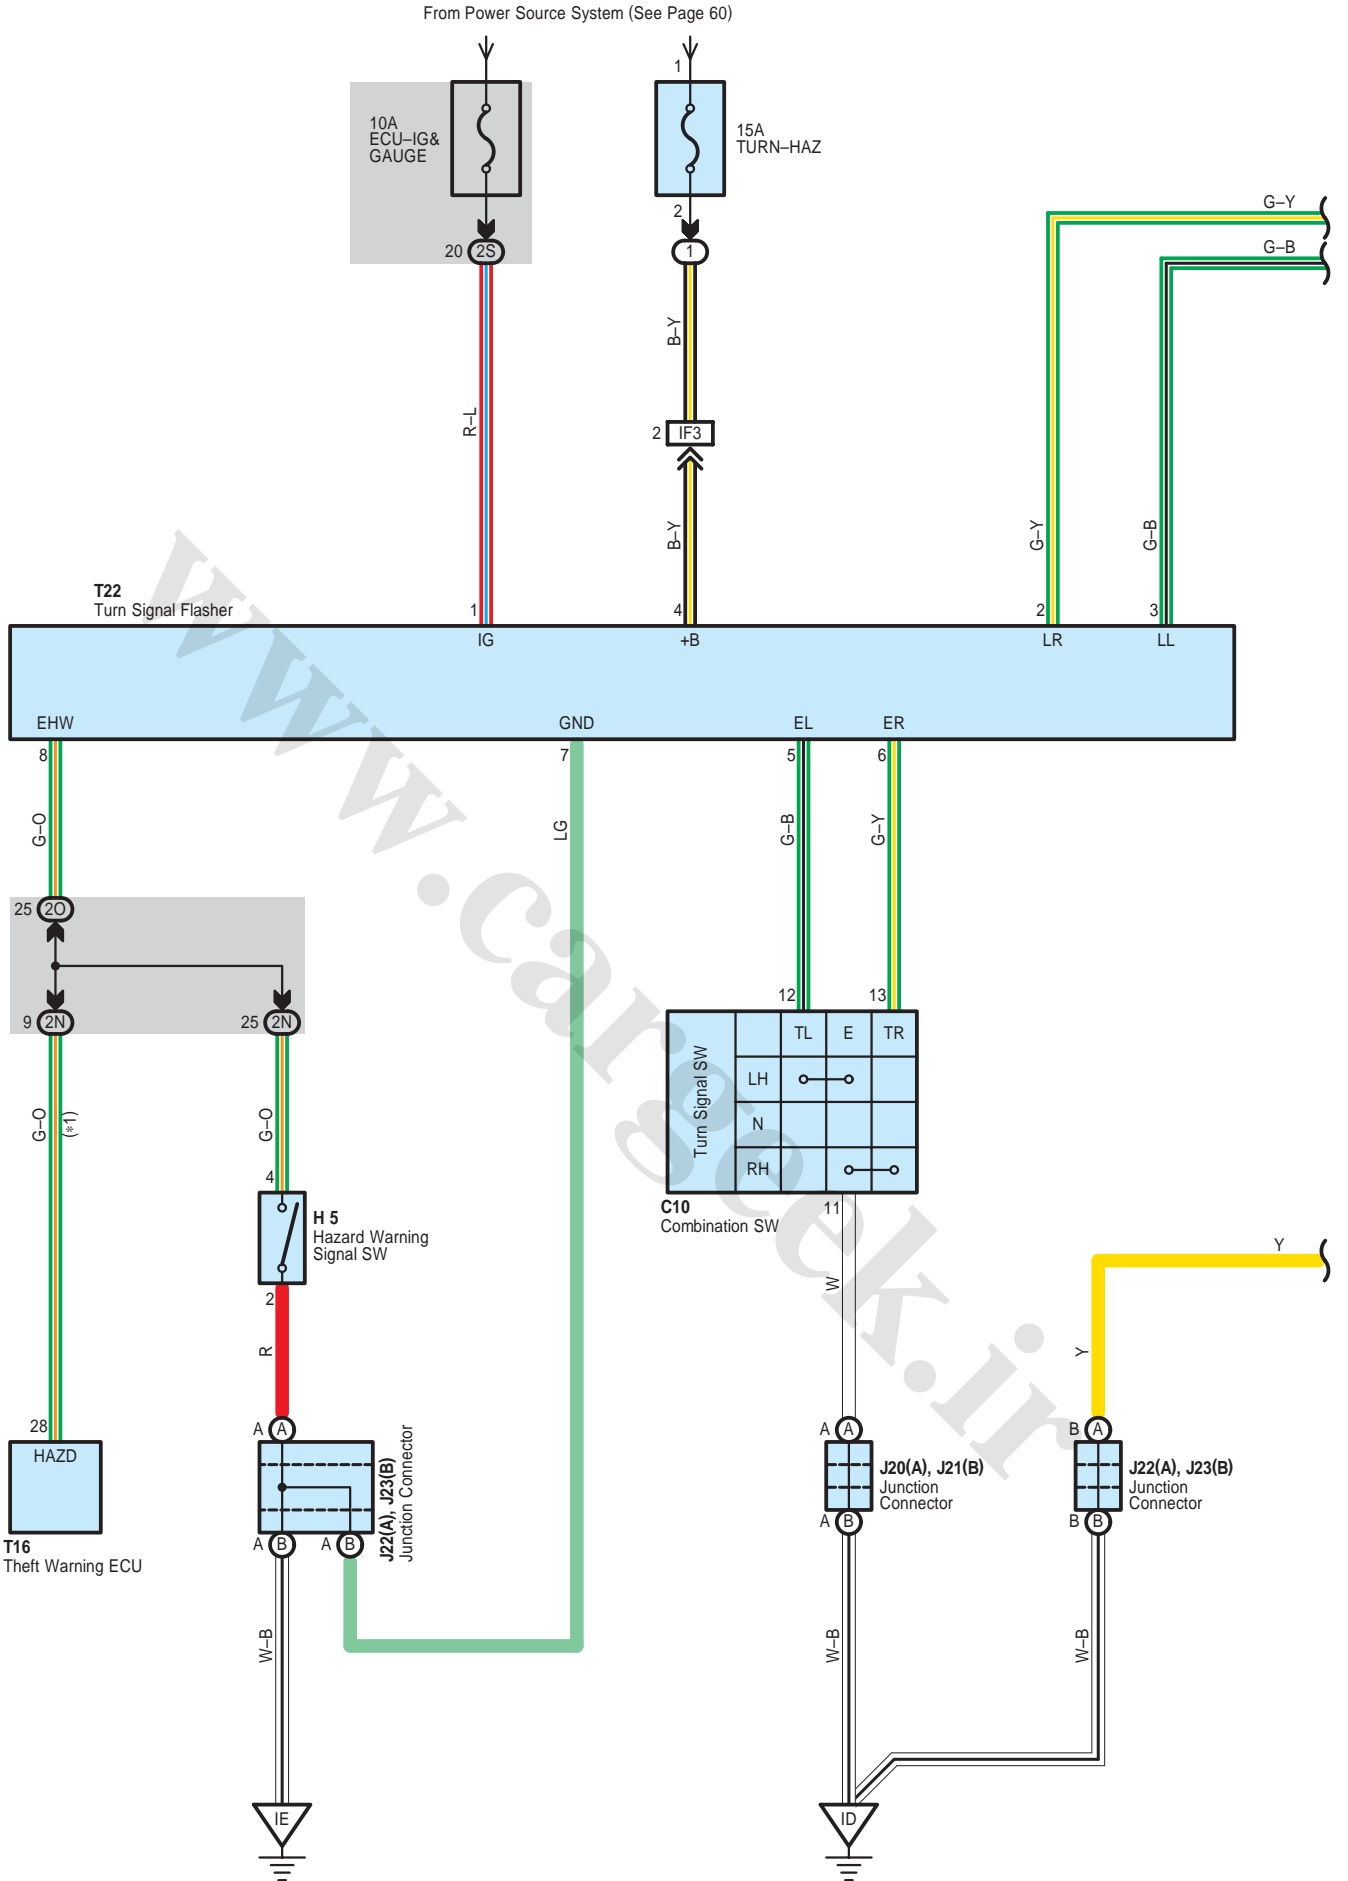 From Power Source System (See Page 60)
10A
ECU–IG&
GAUGE
20
2S
1
15A
TURN–HAZ
2
1
G–Y
G–B
B–Y
R–L
2
IF3
B–Y
G–Y
G–B
T22
Turn Signal Flasher
1
4
2
3
IG
+B
LR
LL
EHW
GND
EL
ER
8
7
5
6
G–O
LG
G–B
G–Y
25
2O
9
2N
25
2N
12
13
Turn Signal SW
TL
E
TR
LH
N
RH
G–O
(*1)
G–O
4
H 5
Hazard Warning
Signal SW
2
C10
Combination SW
11
W
Y
Y
R
28
HAZD
T16
Theft Warning ECU
A
A
J22(A), J23(B)
Junction Connector
A
B
A
B
A
A
J20(A), J21(B)
Junction
Connector
A
B
B
A
J22(A), J23(B)
Junction
Connector
B
B
W–B
W–B
W–B
IE
ID
www.cargeek.ir